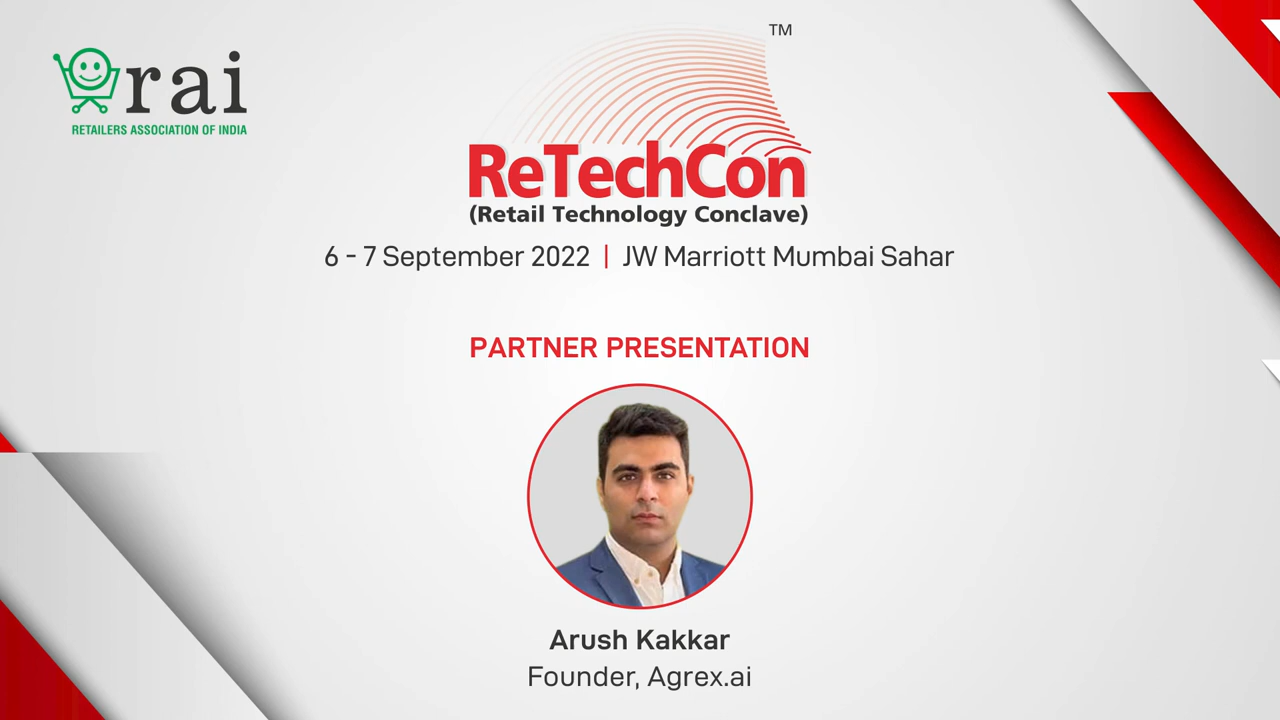 rai
RETAILERS ASSOCIATION OF INDIA
TM
ReTechCon
(Retail Technology Conclave)
6 - 7 September 2022 | JW Marriott Mumbai Sahar
PARTNER PRESENTATION
Arush Kakkar
Founder, Agrex.ai